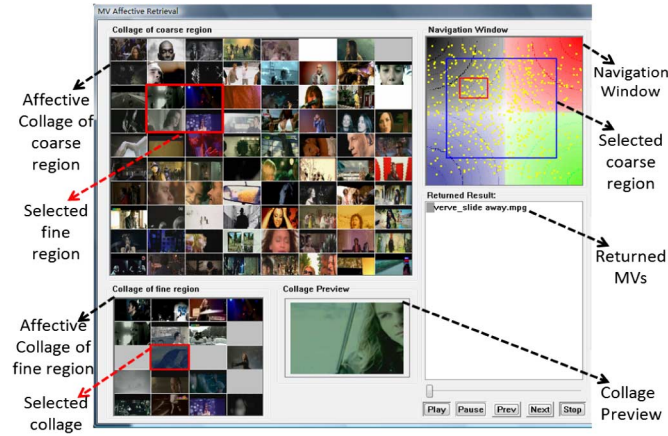 MV Affective Retrieval
Collage of coarse region
Navigation Window
Affective
Collage of
coarse
region
Navigation
Window
Selected
coarse
region
Selected
fine
region
Returned Result:
verve_slide away.mpg
Returned
MVs
Collage of fine region
Collage Preview
Affective
Collage of
fine region
Selected
collage
Collage
Preview
Play
Pause
Prev
Next
Stop